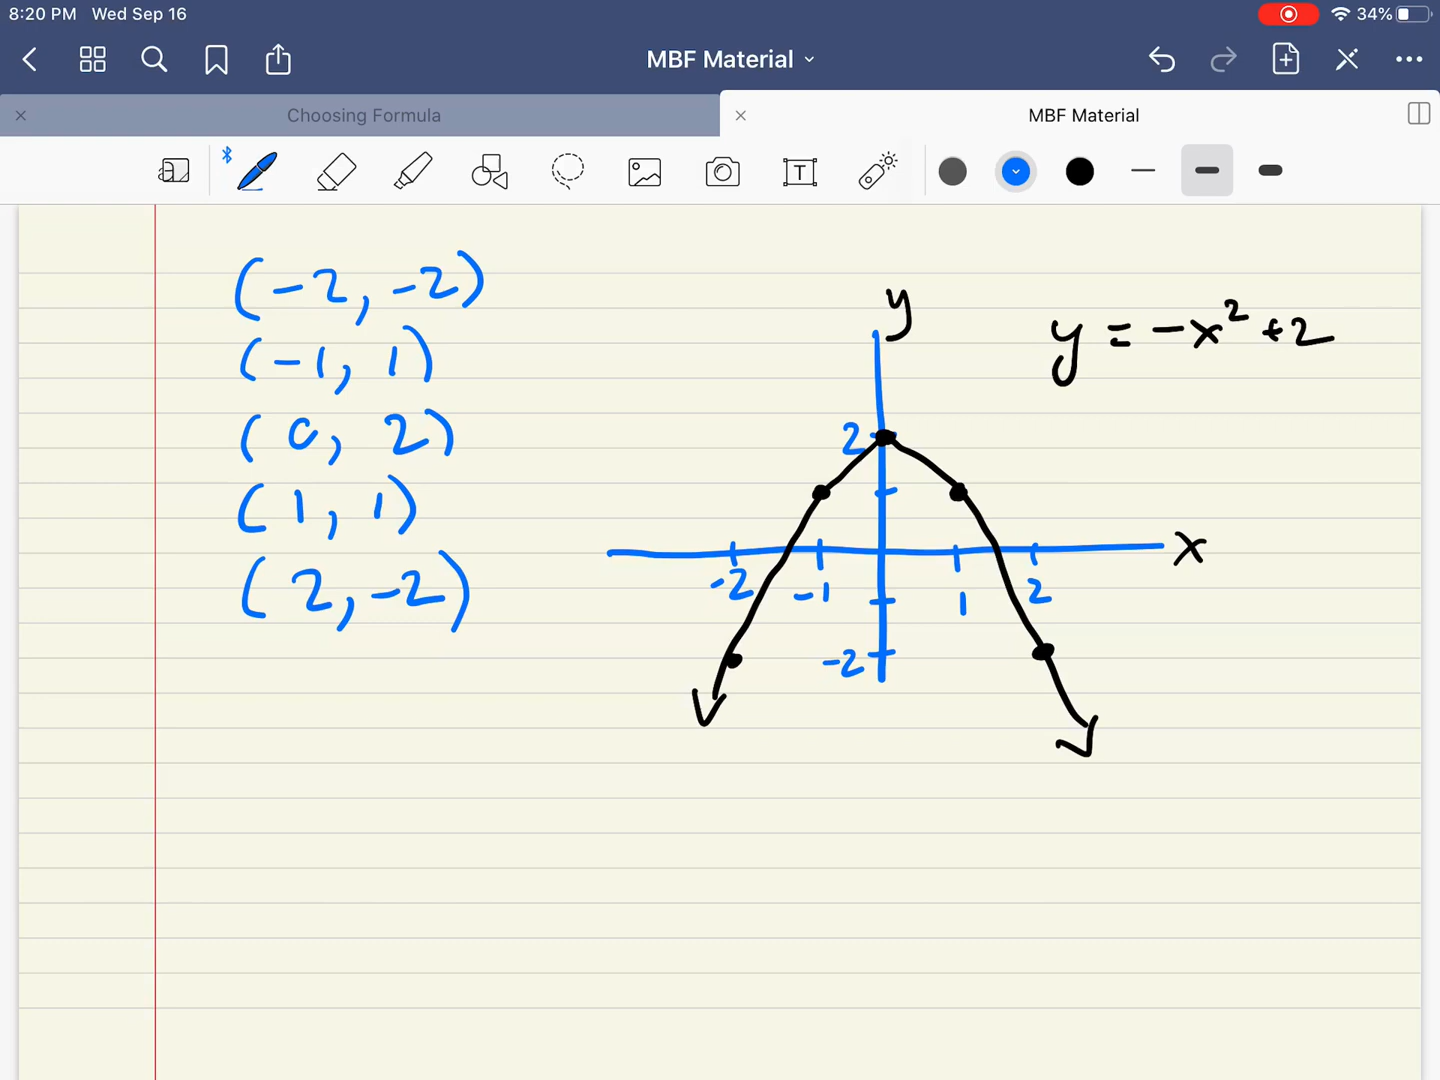 8:20 PM Wed Sep 16 34%
MBF Material
Choosing Formula
MBF Material
T
(-2, -2)
(-1, 1)
(0, 2)
(1, 1)
(2, -2)
y
y = -x² +2
2
x
-2 -1 1 2
-2